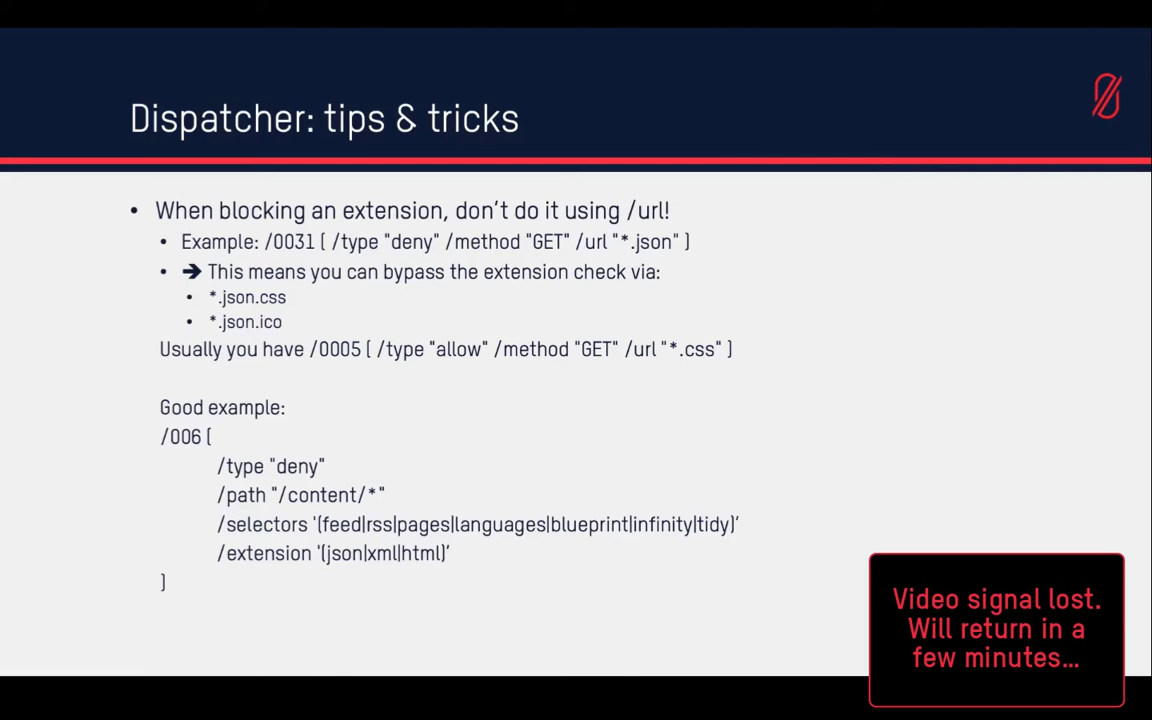 Dispatcher: tips & tricks
• When blocking an extension, don't do it using /url!
• Example: /0031 { /type "deny" /method "GET" /url "*.json" }
• ➔ This means you can bypass the extension check via:
• *.json.css
• *.json.ico
Usually you have /0005 { /type "allow" /method "GET" /url "*.css" }
Good example:
/006 {
/type "deny"
/path "/content/*"
/selectors '(feed|rss|pages|languages|blueprint|infinity|tidy)'
/extension '(json|xml|html)'
}
Video signal lost.
Will return in a
few minutes...